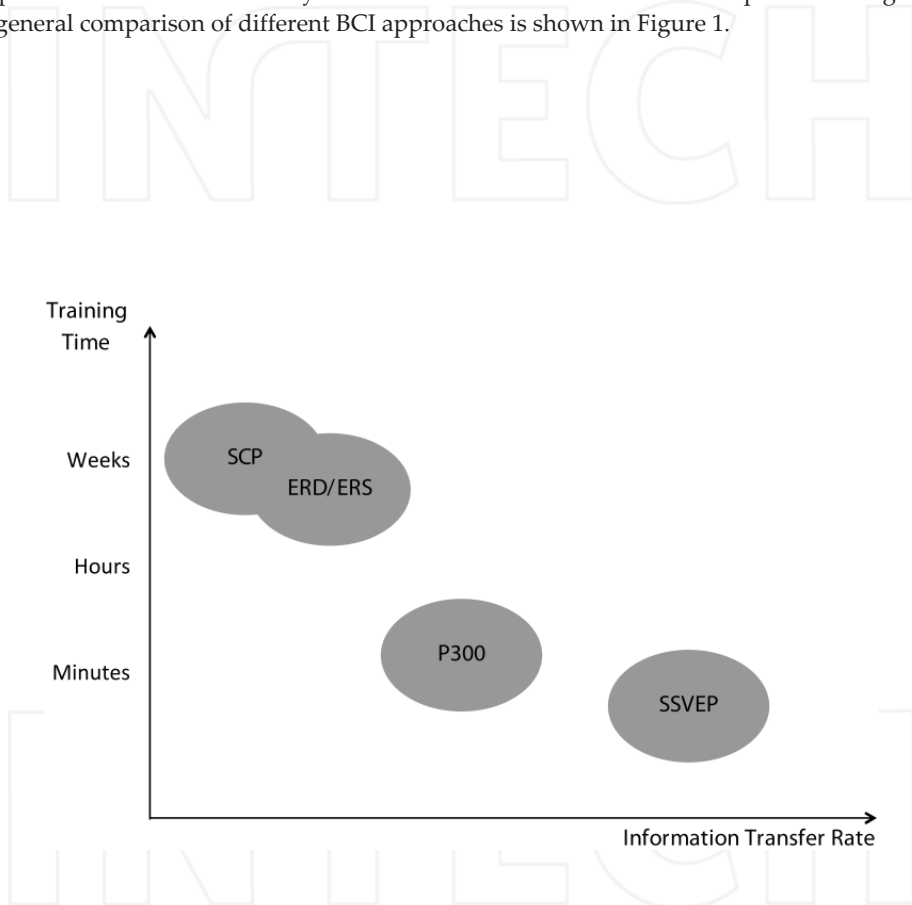 general comparison of different BCI approaches is shown in Figure 1.
INTECH
Training
Time
Weeks
SCP
ERD/ERS
Hours
P300
Minutes
SSVEP
Information Transfer Rate